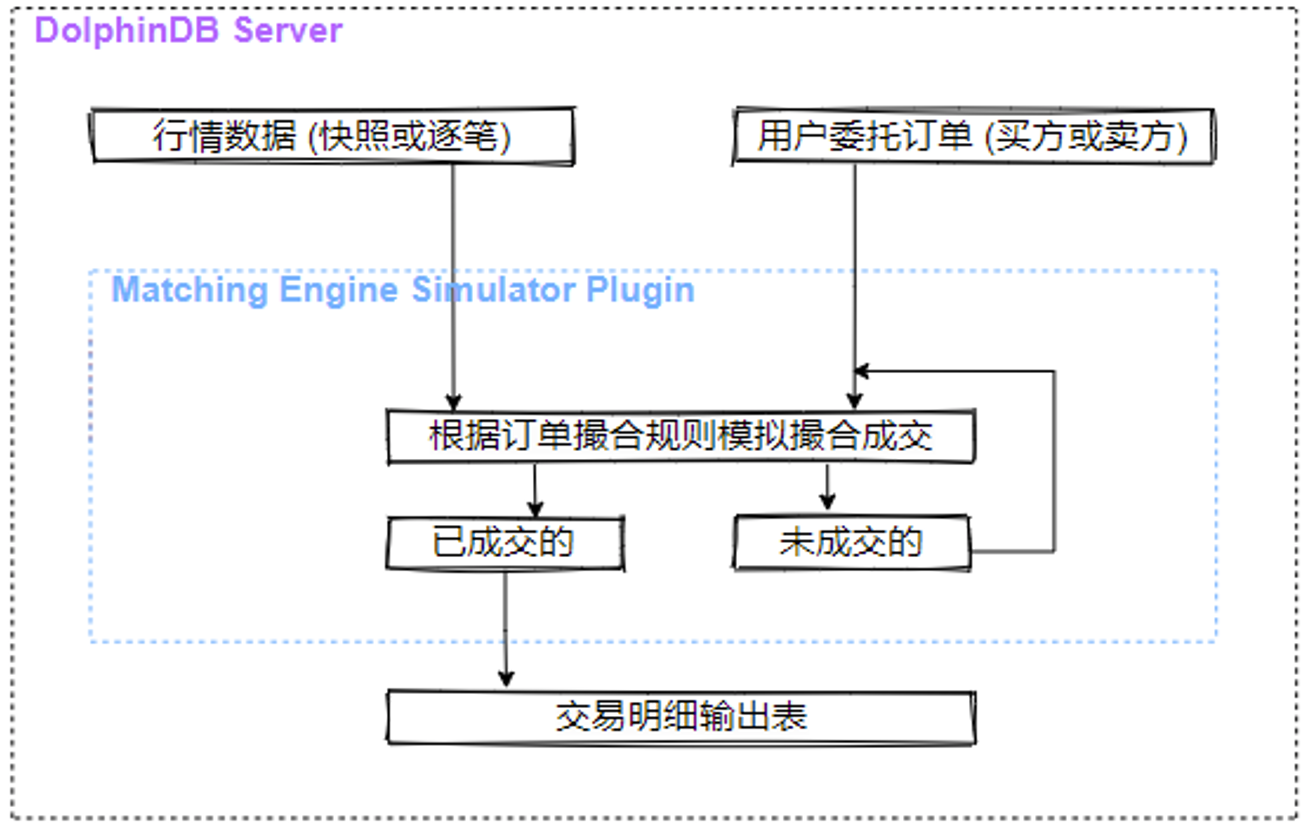 DolphinDB Server
行情数据 (快照或逐笔)
用户委托订单 (买方或卖方)
Matching Engine Simulator Plugin
根据订单撮合规则模拟撮合成交
已成交的
未成交的
交易明细输出表